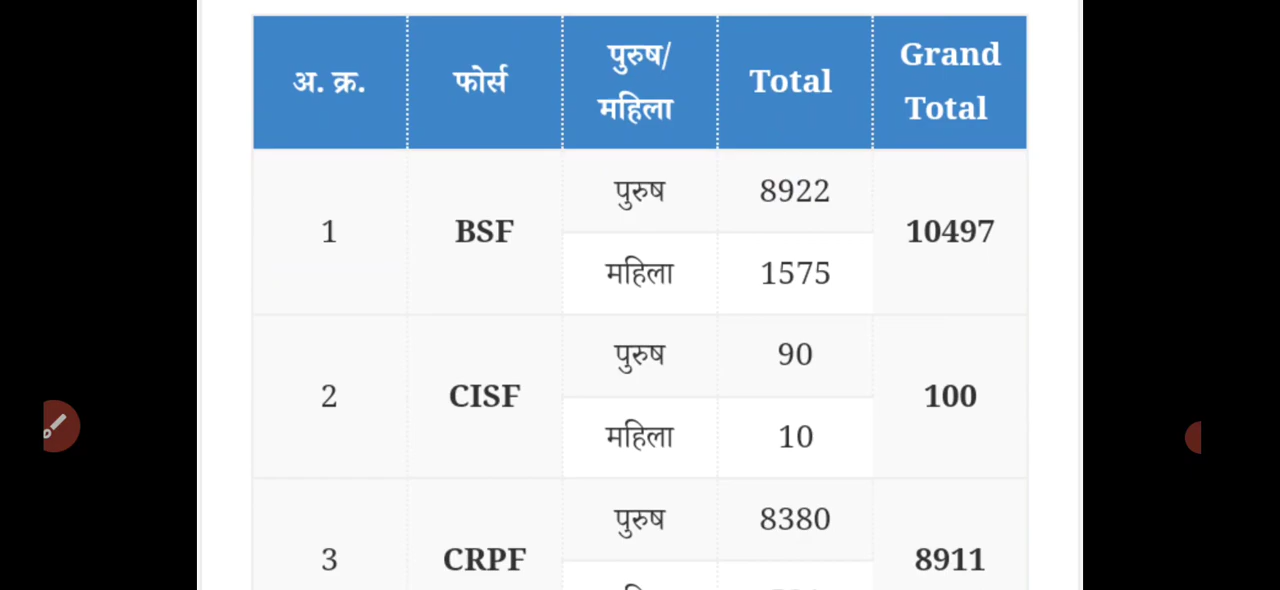 अ. क्र. फोर्स पुरुष/ महिला Total Grand Total
1 BSF पुरुष 8922 10497
महिला 1575
2 CISF पुरुष 90 100
महिला 10
3 CRPF पुरुष 8380 8911